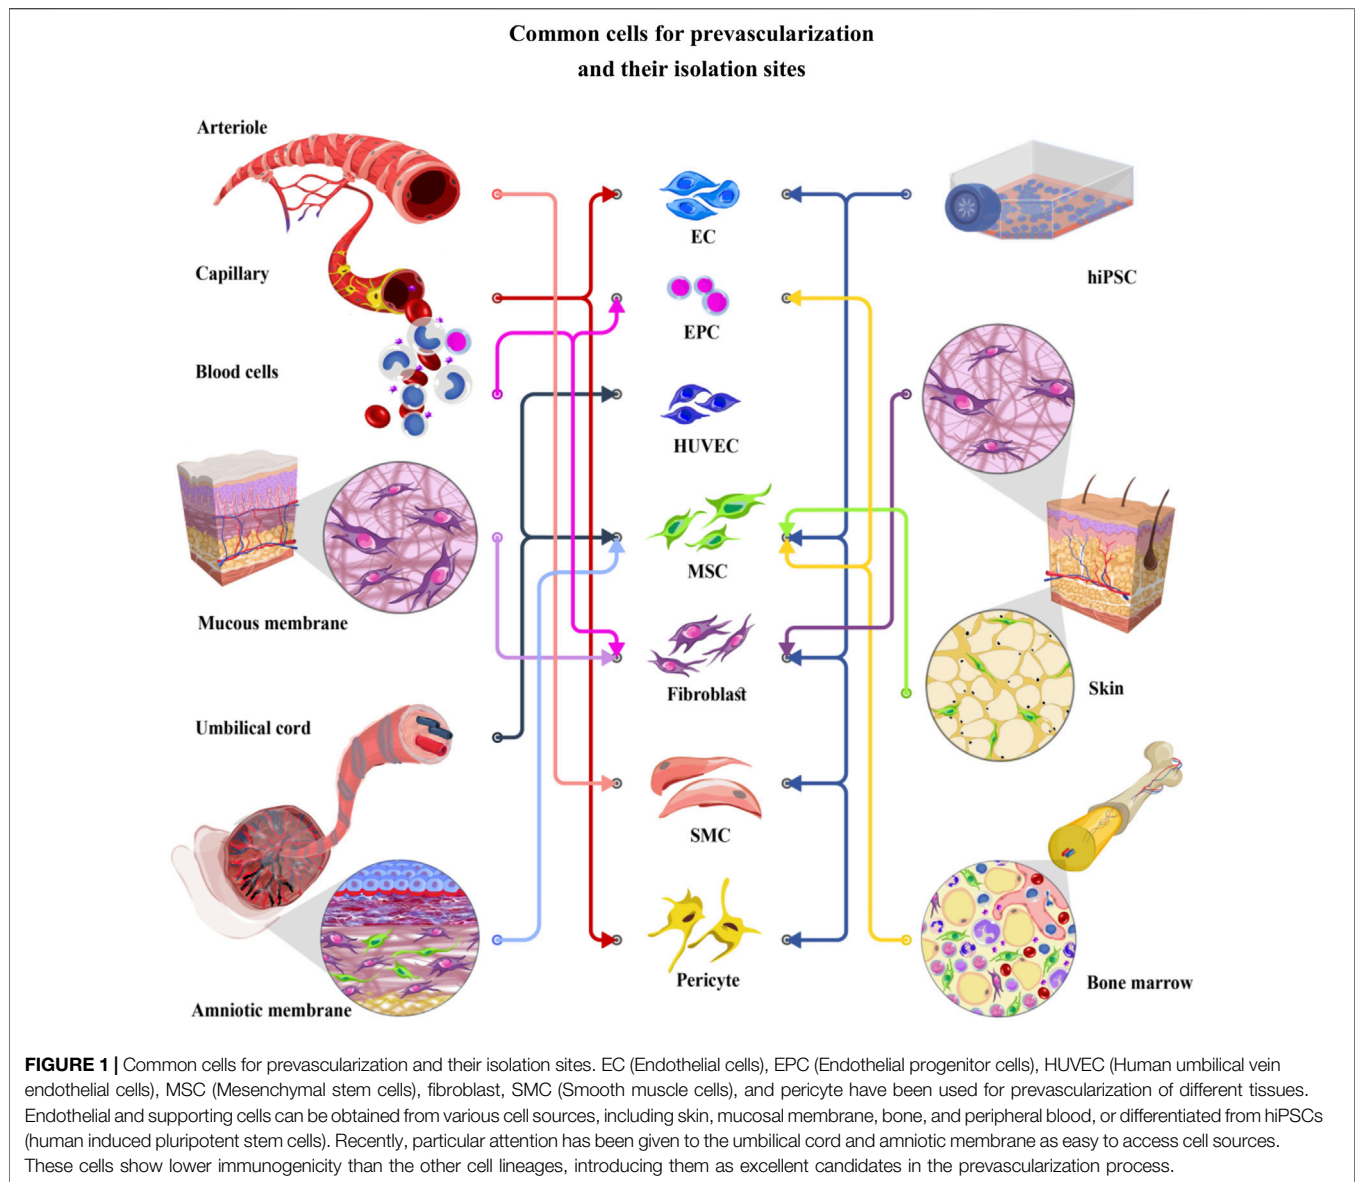 Common cells for prevascularization
and their isolation sites
Arteriole
Capillary
Blood cells
Mucous membrane
Umbilical cord
Amniotic membrane
EC
EPC
HUVEC
MSC
Fibroblast
SMC
Pericyte
hiPSC
Skin
Bone marrow
FIGURE 1 | Common cells for prevascularization and their isolation sites. EC (Endothelial cells), EPC (Endothelial progenitor cells), HUVEC (Human umbilical vein
endothelial cells), MSC (Mesenchymal stem cells), fibroblast, SMC (Smooth muscle cells), and pericyte have been used for prevascularization of different tissues.
Endothelial and supporting cells can be obtained from various cell sources, including skin, mucosal membrane, bone, and peripheral blood, or differentiated from hiPSCs
(human induced pluripotent stem cells). Recently, particular attention has been given to the umbilical cord and amniotic membrane as easy to access cell sources.
These cells show lower immunogenicity than the other cell lineages, introducing them as excellent candidates in the prevascularization process.